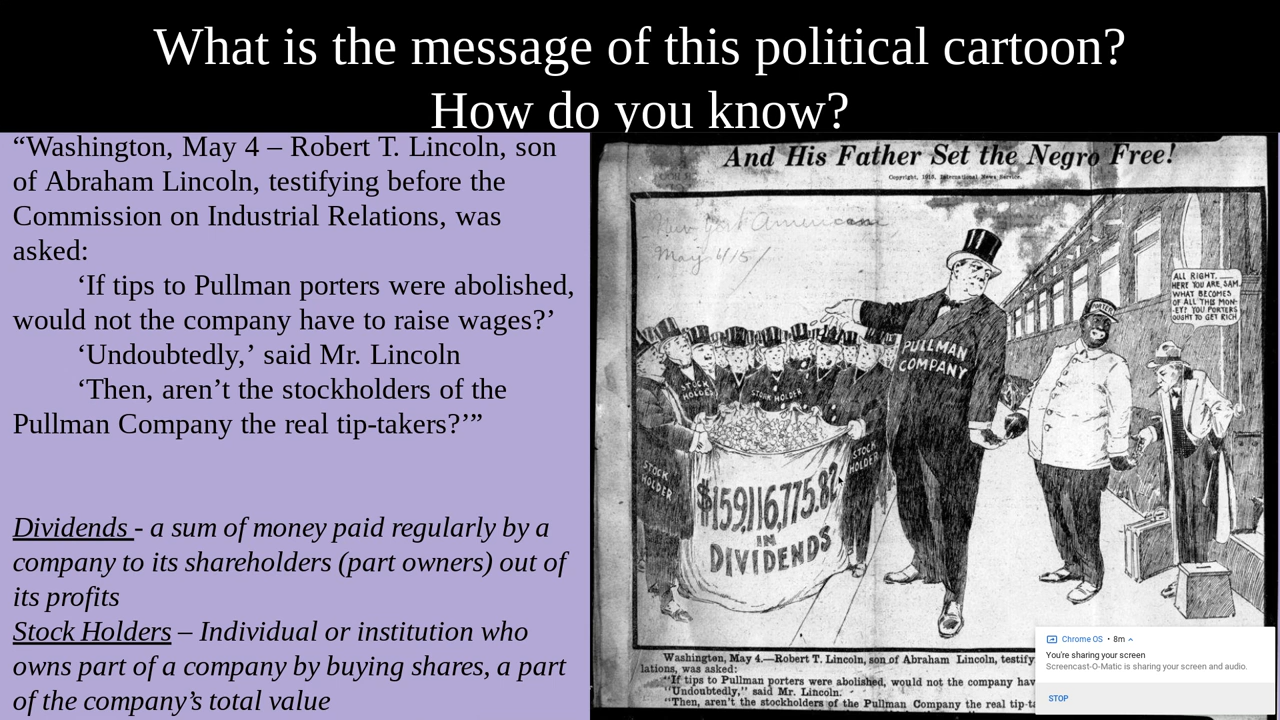 What is the message of this political cartoon?
How do you know?
“Washington, May 4 – Robert T. Lincoln, son
of Abraham Lincoln, testifying before the
Commission on Industrial Relations, was
asked:
‘If tips to Pullman porters were abolished,
would not the company have to raise wages?’
‘Undoubtedly,’ said Mr. Lincoln
‘Then, aren’t the stockholders of the
Pullman Company the real tip-takers?’”
Dividends - a sum of money paid regularly by a
company to its shareholders (part owners) out of
its profits
Stock Holders – Individual or institution who
owns part of a company by buying shares, a part
of the company’s total value
And His Father Set the Negro Free!
Copyright, 1915, International News Service.
New York American
May 6/15/
ALL RIGHT.
HERE YOU ARE, SAM.
WHAT BECOMES
OF ALL THIS MON-
EY? YOU PORTERS
OUGHT TO GET RICH
PORTER
PULLMAN
COMPANY
STOCK
HOLDER
STOCK HOLDER
STOCK
HOLDER
STOCK
HOLDER
$159,116,775.82
IN
DIVIDENDS
Washington, May 4.—Robert T. Lincoln, son of Abraham Lincoln, testify
lations, was asked:
“If tips to Pullman porters were abolished, would not the company hav
“Undoubtedly,” said Mr. Lincoln.
“Then, aren’t the stockholders of the Pullman Company the real tip-ta
Chrome OS • 8m
You're sharing your screen
Screencast-O-Matic is sharing your screen and audio.
STOP